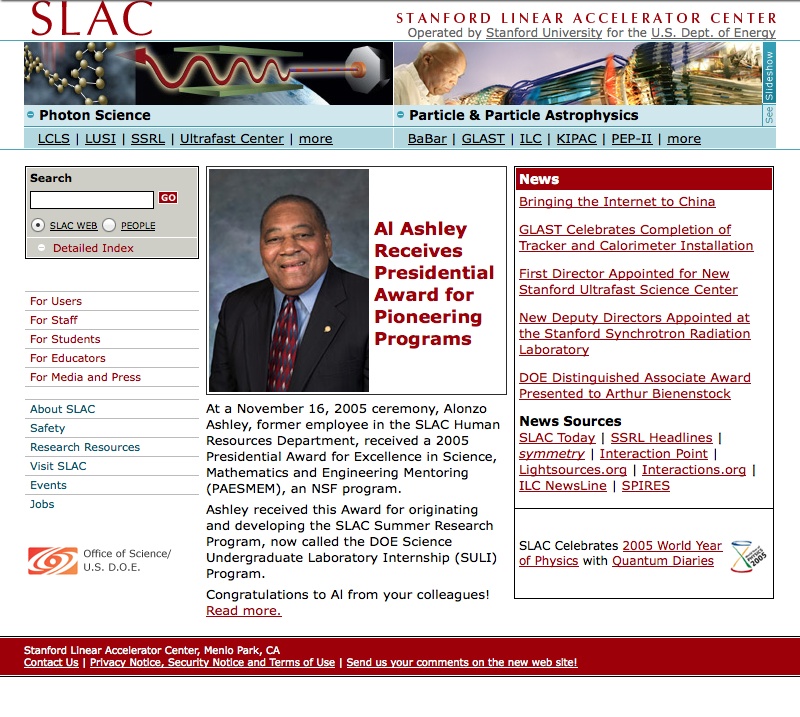 SLAC
STANFORD LINEAR ACCELERATOR CENTER
Operated by Stanford University for the U.S. Dept. of Energy
See Slideshow
Photon Science
LCLS | LUSI | SSRL | Ultrafast Center | more
Particle & Particle Astrophysics
BaBar | GLAST | ILC | KIPAC | PEP-II | more
Search
GO
SLAC WEB PEOPLE
Detailed Index
For Users
For Staff
For Students
For Educators
For Media and Press
About SLAC
Safety
Research Resources
Visit SLAC
Events
Jobs
Office of Science/
U.S. D.O.E.
Al Ashley
Receives
Presidential
Award for
Pioneering
Programs
At a November 16, 2005 ceremony, Alonzo
Ashley, former employee in the SLAC Human
Resources Department, received a 2005
Presidential Award for Excellence in Science,
Mathematics and Engineering Mentoring
(PAESMEM), an NSF program.
Ashley received this Award for originating
and developing the SLAC Summer Research
Program, now called the DOE Science
Undergraduate Laboratory Internship (SULI)
Program.
Congratulations to Al from your colleagues!
Read more.
News
Bringing the Internet to China
GLAST Celebrates Completion of
Tracker and Calorimeter Installation
First Director Appointed for New
Stanford Ultrafast Science Center
New Deputy Directors Appointed at
the Stanford Synchrotron Radiation
Laboratory
DOE Distinguished Associate Award
Presented to Arthur Bienenstock
News Sources
SLAC Today | SSRL Headlines |
symmetry | Interaction Point |
Lightsources.org | Interactions.org |
ILC NewsLine | SPIRES
SLAC Celebrates 2005 World Year
of Physics with Quantum Diaries
2005
Stanford Linear Accelerator Center, Menlo Park, CA
Contact Us | Privacy Notice, Security Notice and Terms of Use | Send us your comments on the new web site!